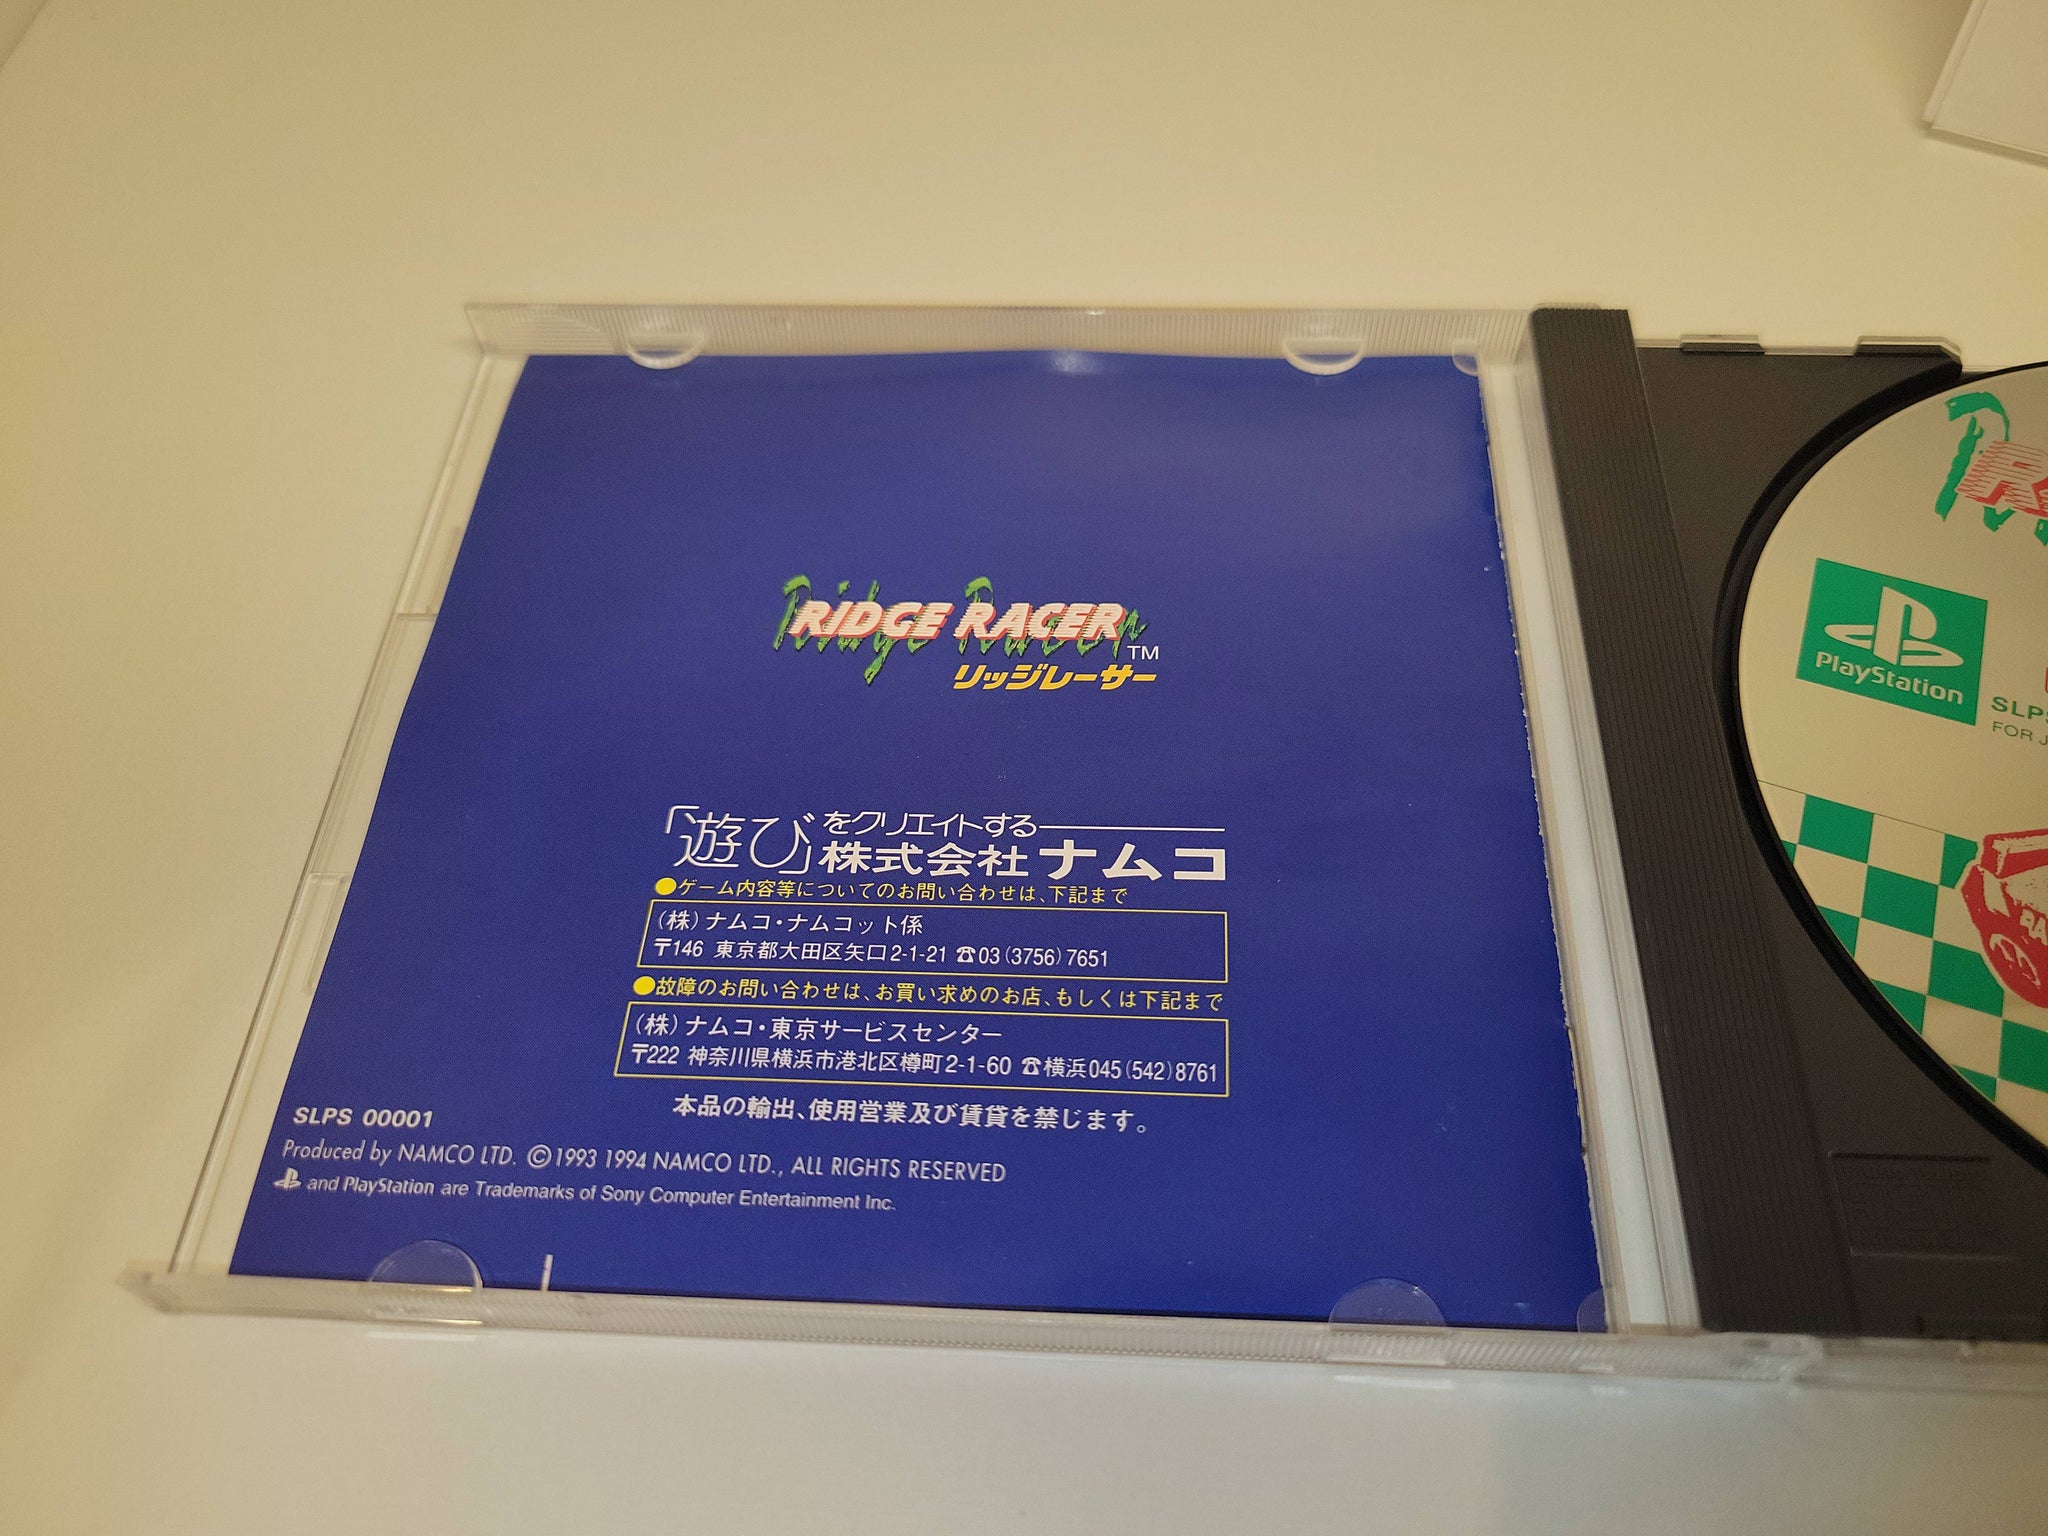 Ridge Racer
RIDGE RACER TM
リッジレーサー
「遊び」をクリエイトする
株式会社ナムコ
●ゲーム内容等についてのお問い合わせは、下記まで
(株)ナムコ・ナムコット係
〒146 東京都大田区矢口2-1-21 ☎03(3756)7651
●故障のお問い合わせは、お買い求めのお店、もしくは下記まで
(株)ナムコ・東京サービスセンター
〒222 神奈川県横浜市港北区樽町2-1-60 ☎横浜045(542)8761
本品の輸出、使用営業及び賃貸を禁じます。
SLPS 00001
Produced by NAMCO LTD. ©1993 1994 NAMCO LTD., ALL RIGHTS RESERVED
and PlayStation are Trademarks of Sony Computer Entertainment Inc.
PlayStation
SLPS
FOR J
RA